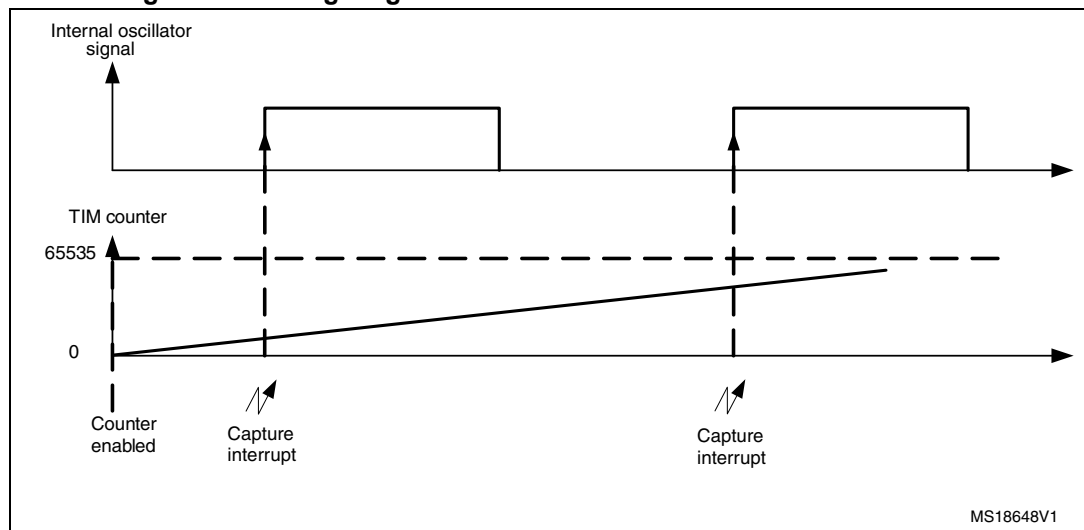 Internal oscillator
signal
TIM counter
65535
0
Counter
enabled
Capture
interrupt
Capture
interrupt
MS18648V1